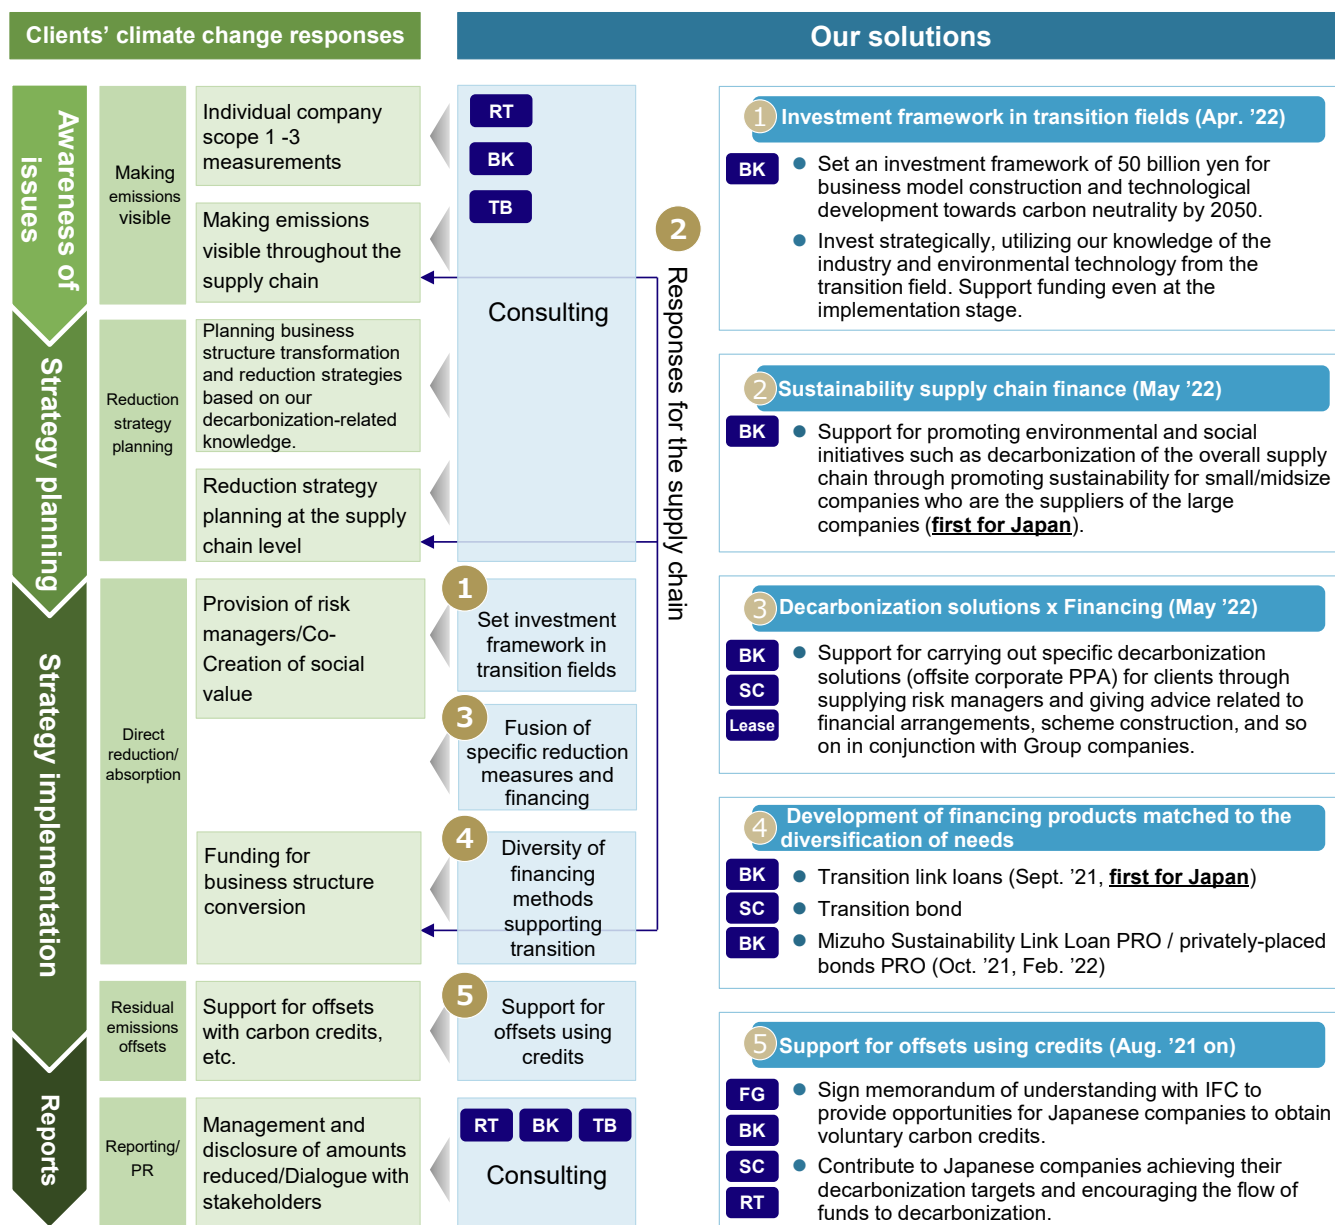 Clients' climate change responses
Our solutions
Awareness of
issues
Strategy planning
Strategy implementation
Reports
Making
emissions
visible
Individual company
scope 1 -3
measurements
Making emissions
visible throughout the
supply chain
Reduction
strategy
planning
Planning business
structure transformation
and reduction strategies
based on our
decarbonization-related
knowledge.
Reduction strategy
planning at the supply
chain level
Direct
reduction/
absorption
Provision of risk
managers/Co-
Creation of social
value
Funding for
business structure
conversion
Residual
emissions
offsets
Support for offsets
with carbon credits,
etc.
Reporting/
PR
Management and
disclosure of amounts
reduced/Dialogue with
stakeholders
RT
BK
TB
Consulting
2
Responses for the supply chain
1
Set investment
framework in
transition fields
3
Fusion of
specific reduction
measures and
financing
4
Diversity of
financing
methods
supporting
transition
5
Support for
offsets using
credits
RT BK TB
Consulting
1 Investment framework in transition fields (Apr. '22)
BK
● Set an investment framework of 50 billion yen for
business model construction and technological
development towards carbon neutrality by 2050.
● Invest strategically, utilizing our knowledge of the
industry and environmental technology from the
transition field. Support funding even at the
implementation stage.
2 Sustainability supply chain finance (May '22)
BK
● Support for promoting environmental and social
initiatives such as decarbonization of the overall supply
chain through promoting sustainability for small/midsize
companies who are the suppliers of the large
companies (first for Japan).
3 Decarbonization solutions x Financing (May '22)
BK
SC
Lease
● Support for carrying out specific decarbonization
solutions (offsite corporate PPA) for clients through
supplying risk managers and giving advice related to
financial arrangements, scheme construction, and so
on in conjunction with Group companies.
4 Development of financing products matched to the
diversification of needs
BK ● Transition link loans (Sept. '21, first for Japan)
SC ● Transition bond
BK ● Mizuho Sustainability Link Loan PRO / privately-placed
bonds PRO (Oct. '21, Feb. '22)
5 Support for offsets using credits (Aug. '21 on)
FG
BK
SC
RT
● Sign memorandum of understanding with IFC to
provide opportunities for Japanese companies to obtain
voluntary carbon credits.
● Contribute to Japanese companies achieving their
decarbonization targets and encouraging the flow of
funds to decarbonization.